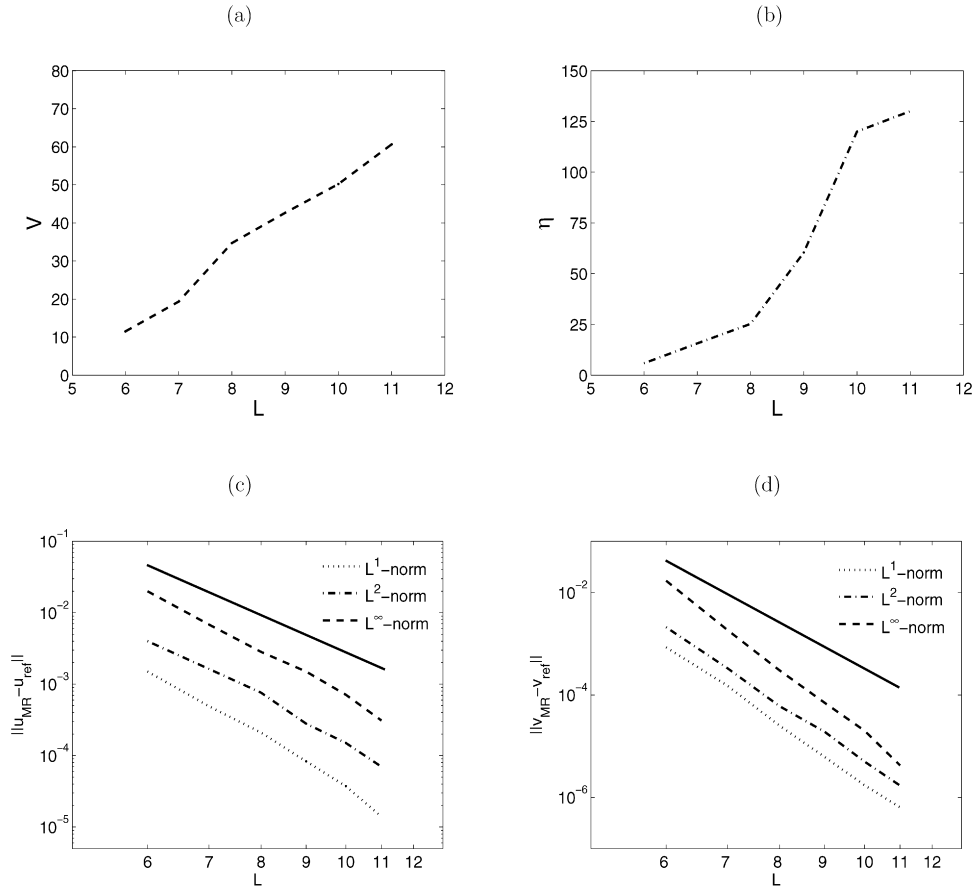 (a)
80
70
60
50
40
30
20
10
0
V
5 6 7 8 9 10 11 12
L
(b)
150
125
100
75
50
25
0
η
5 6 7 8 9 10 11 12
L
(c)
10^-1
10^-2
10^-3
10^-4
10^-5
||u_MR−u_ref||
L^1−norm
L^2−norm
L^∞−norm
6 7 8 9 10 11 12
L
(d)
10^-2
10^-4
10^-6
||v_MR−v_ref||
L^1−norm
L^2−norm
L^∞−norm
6 7 8 9 10 11 12
L